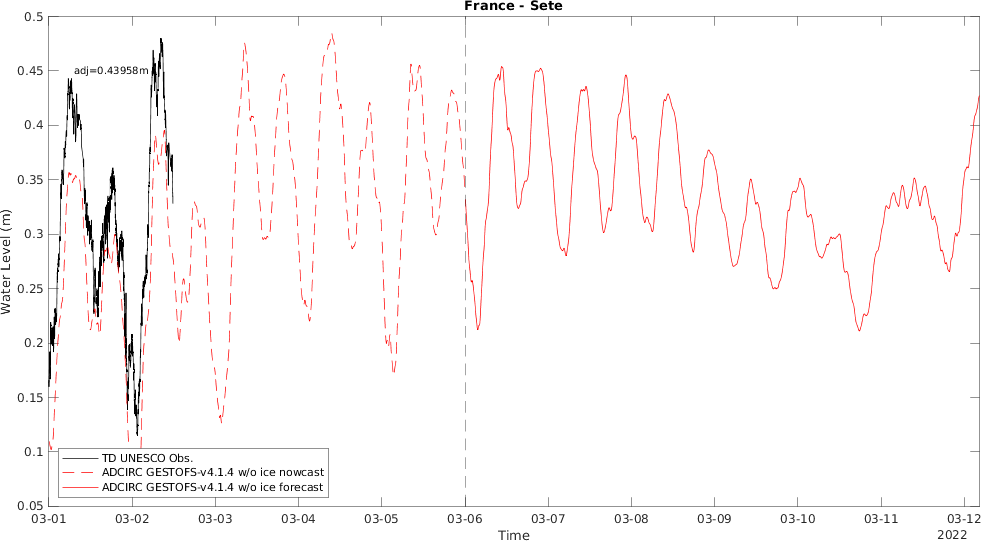 France - Sete
Water Level (m)
0.5
0.45
0.4
0.35
0.3
0.25
0.2
0.15
0.1
0.05
adj=0.43958m
TD UNESCO Obs.
ADCIRC GESTOFS-v4.1.4 w/o ice nowcast
ADCIRC GESTOFS-v4.1.4 w/o ice forecast
03-01 03-02 03-03 03-04 03-05 03-06 03-07 03-08 03-09 03-10 03-11 03-12
Time
2022